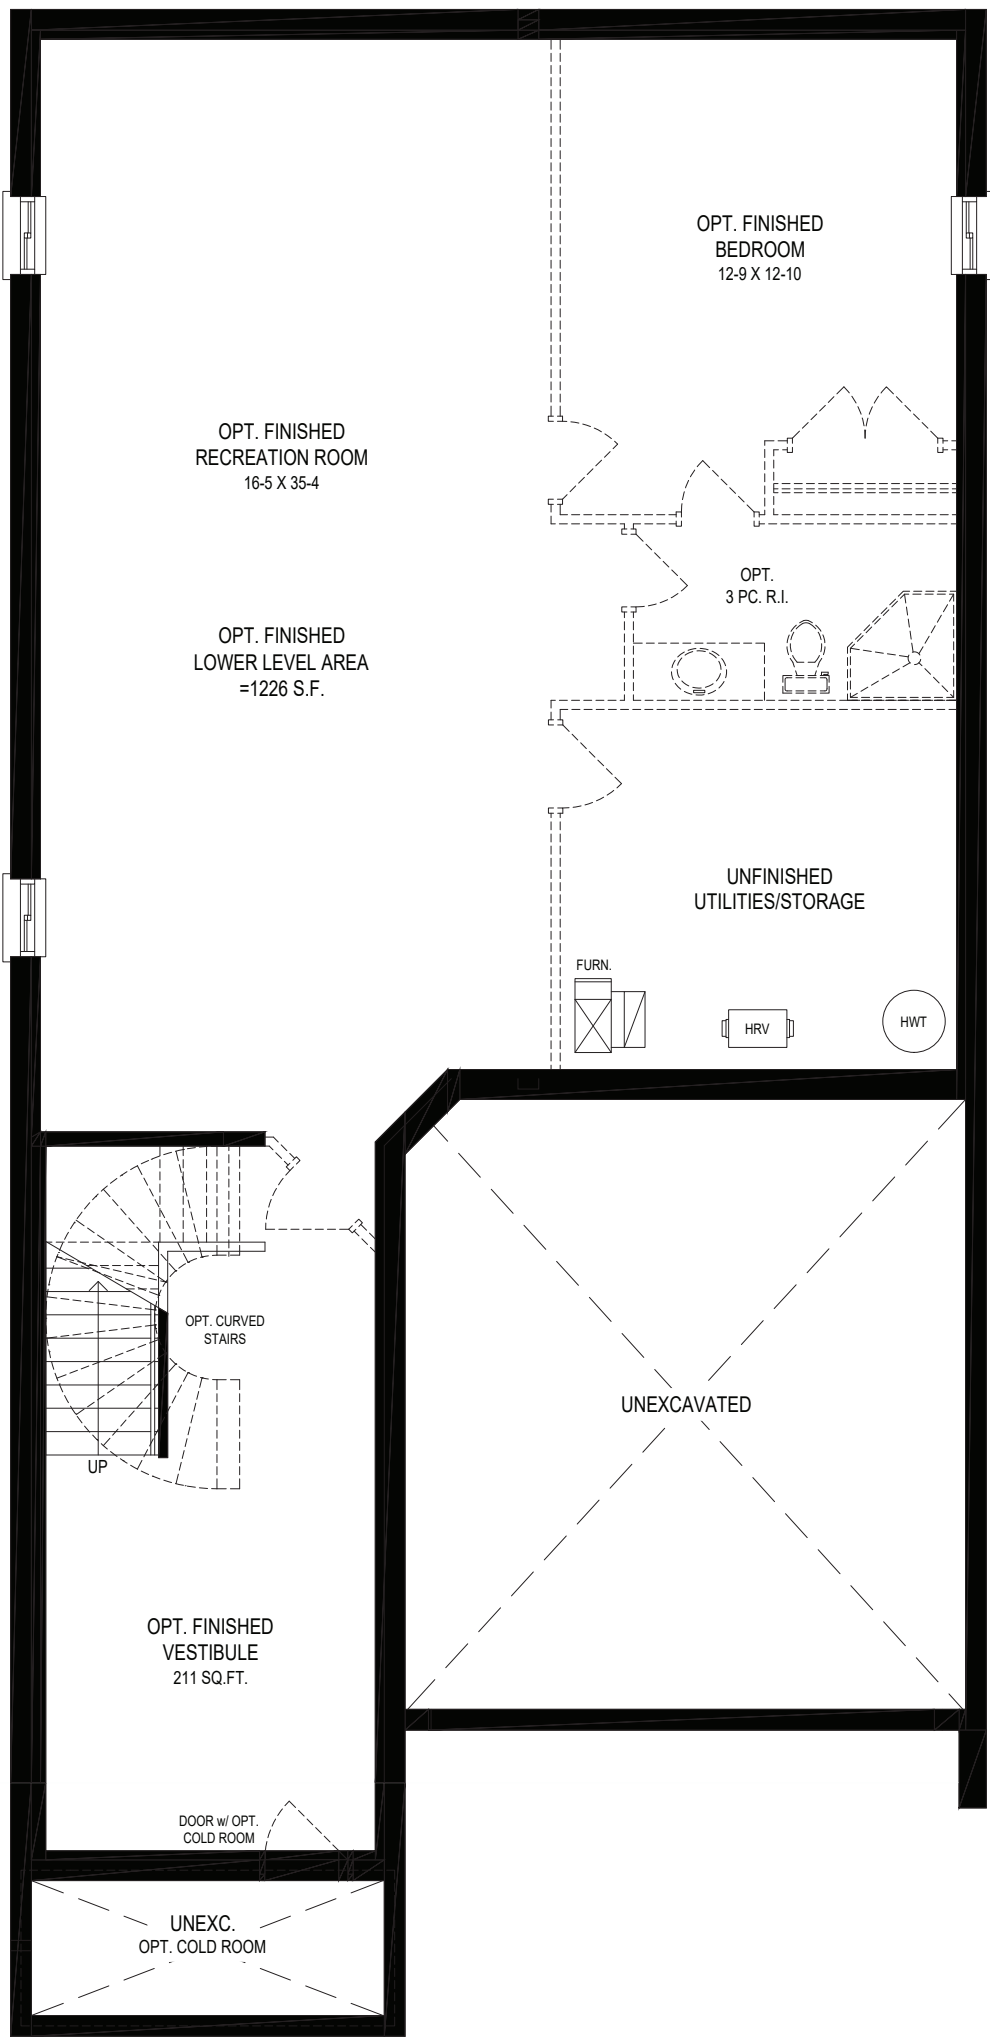 OPT. FINISHED
BEDROOM
12-9 X 12-10
OPT. FINISHED
RECREATION ROOM
16-5 X 35-4
OPT.
3 PC. R.I.
OPT. FINISHED
LOWER LEVEL AREA
=1226 S.F.
UNFINISHED
UTILITIES/STORAGE
FURN.
HRV
HWT
OPT. CURVED
STAIRS
UP
UNEXCAVATED
OPT. FINISHED
VESTIBULE
211 SQ.FT.
DOOR w/ OPT.
COLD ROOM
UNEXC.
OPT. COLD ROOM